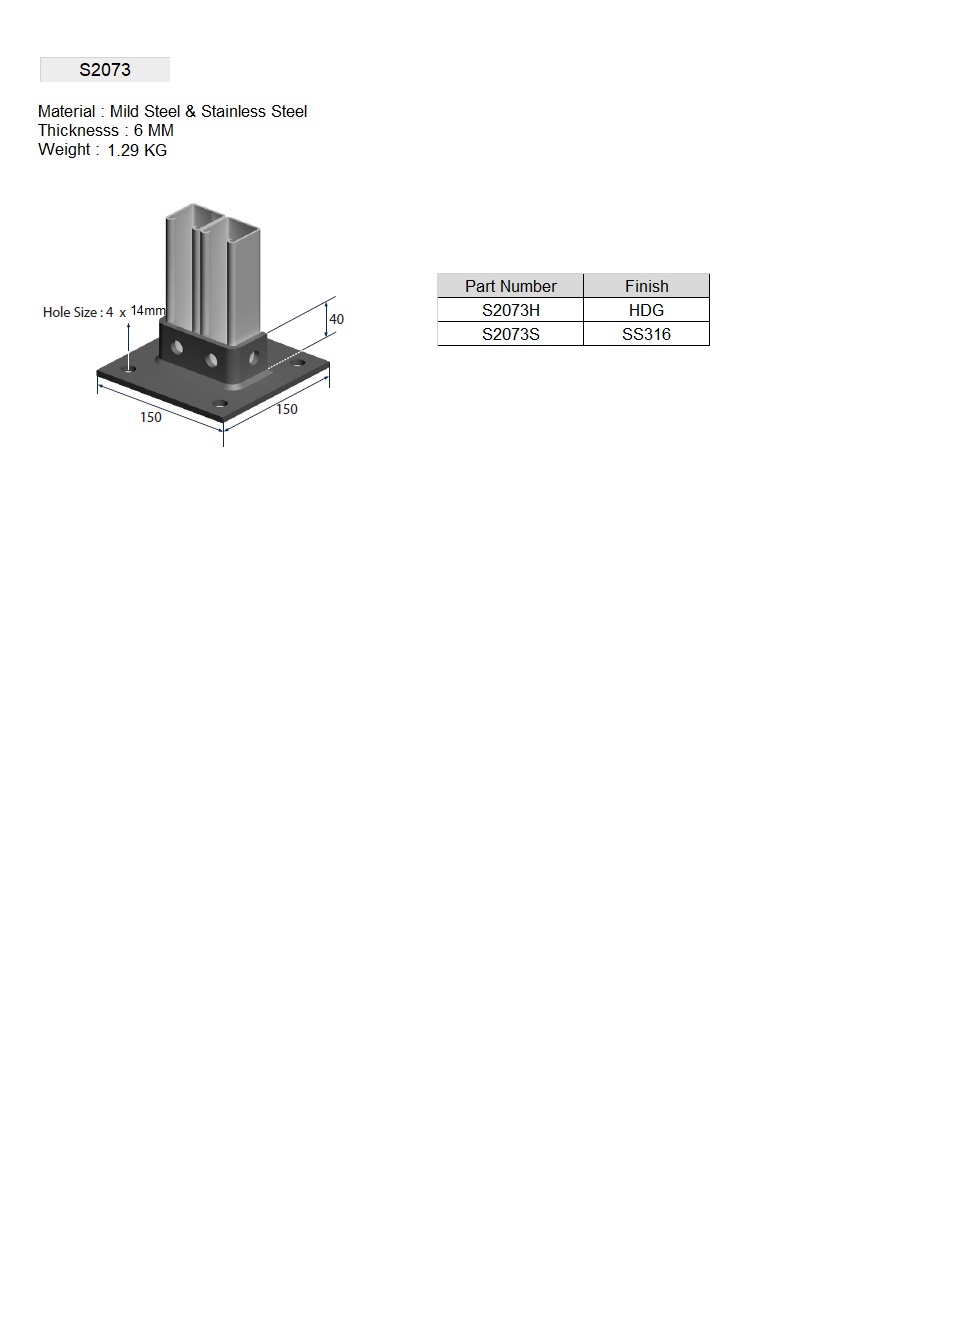 S2073
Material : Mild Steel & Stainless Steel
Thicknesss : 6 MM
Weight : 1.29 KG
Hole Size : 4 x 14mm
40
150
150
Part Number Finish
S2073H HDG
S2073S SS316